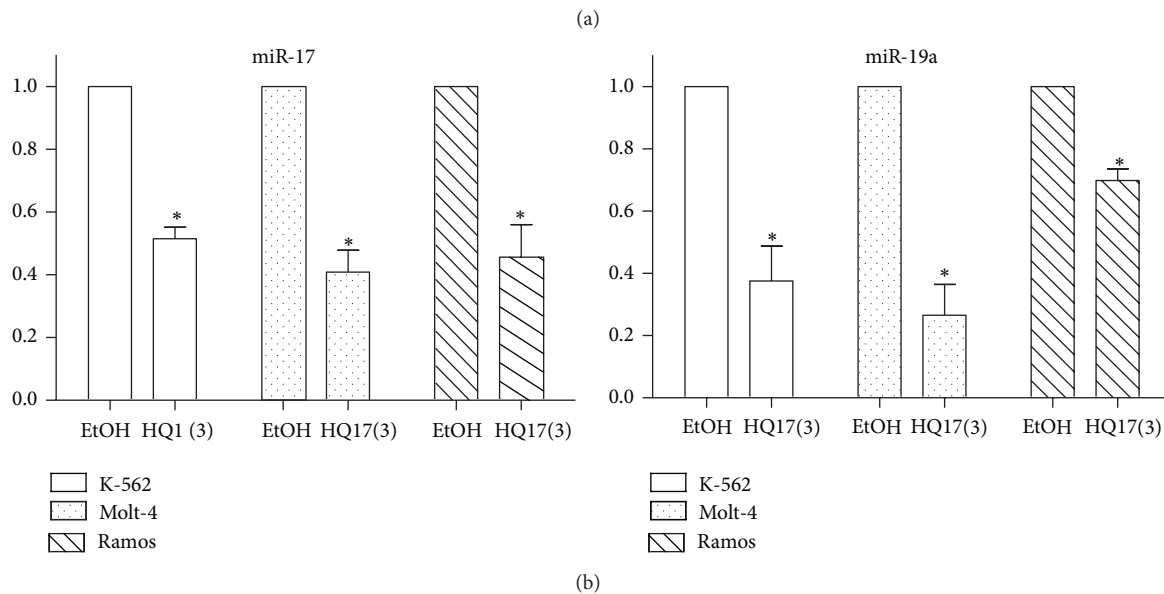 (a)
miR-17
1.0
0.8
0.6
0.4
0.2
0.0
*
*
*
EtOH HQ1 (3) EtOH HQ17(3) EtOH HQ17(3)
K-562
Molt-4
Ramos
miR-19a
1.0
0.8
0.6
0.4
0.2
0.0
*
*
*
EtOH HQ17(3) EtOH HQ17(3) EtOH HQ17(3)
K-562
Molt-4
Ramos
(b)